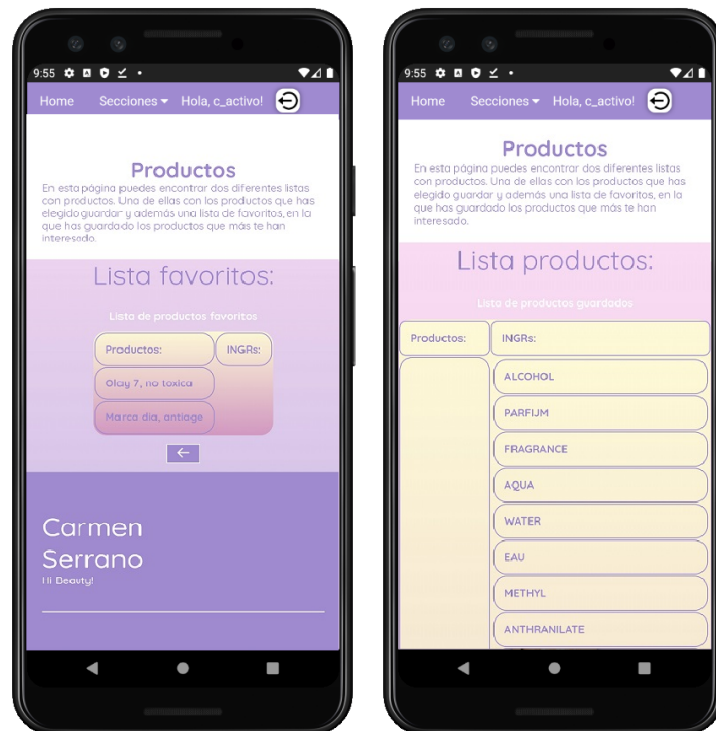 9:55
Home Secciones Hola, c_activo!
Productos
En esta página puedes encontrar dos diferentes listas
con productos. Una de ellas con los productos que has
elegido guardar y además una lista de favoritos, en la
que has guardado los productos que más te han
interesado.
Lista favoritos:
Lista de productos favoritos
Productos: INGRs:
Olay 7, no toxica
Marca dia, antiage
Carmen
Serrano
Hi Beauty!
9:55
Home Secciones Hola, c_activo!
Productos
En esta página puedes encontrar dos diferentes listas
con productos. Una de ellas con los productos que has
elegido guardar y además una lista de favoritos, en la
que has guardado los productos que más te han
interesado.
Lista productos:
Lista de productos guardados
Productos: INGRs:
ALCOHOL
PARFIJM
FRAGRANCE
AQUA
WATER
EAU
METHYL
ANTHRANILATE